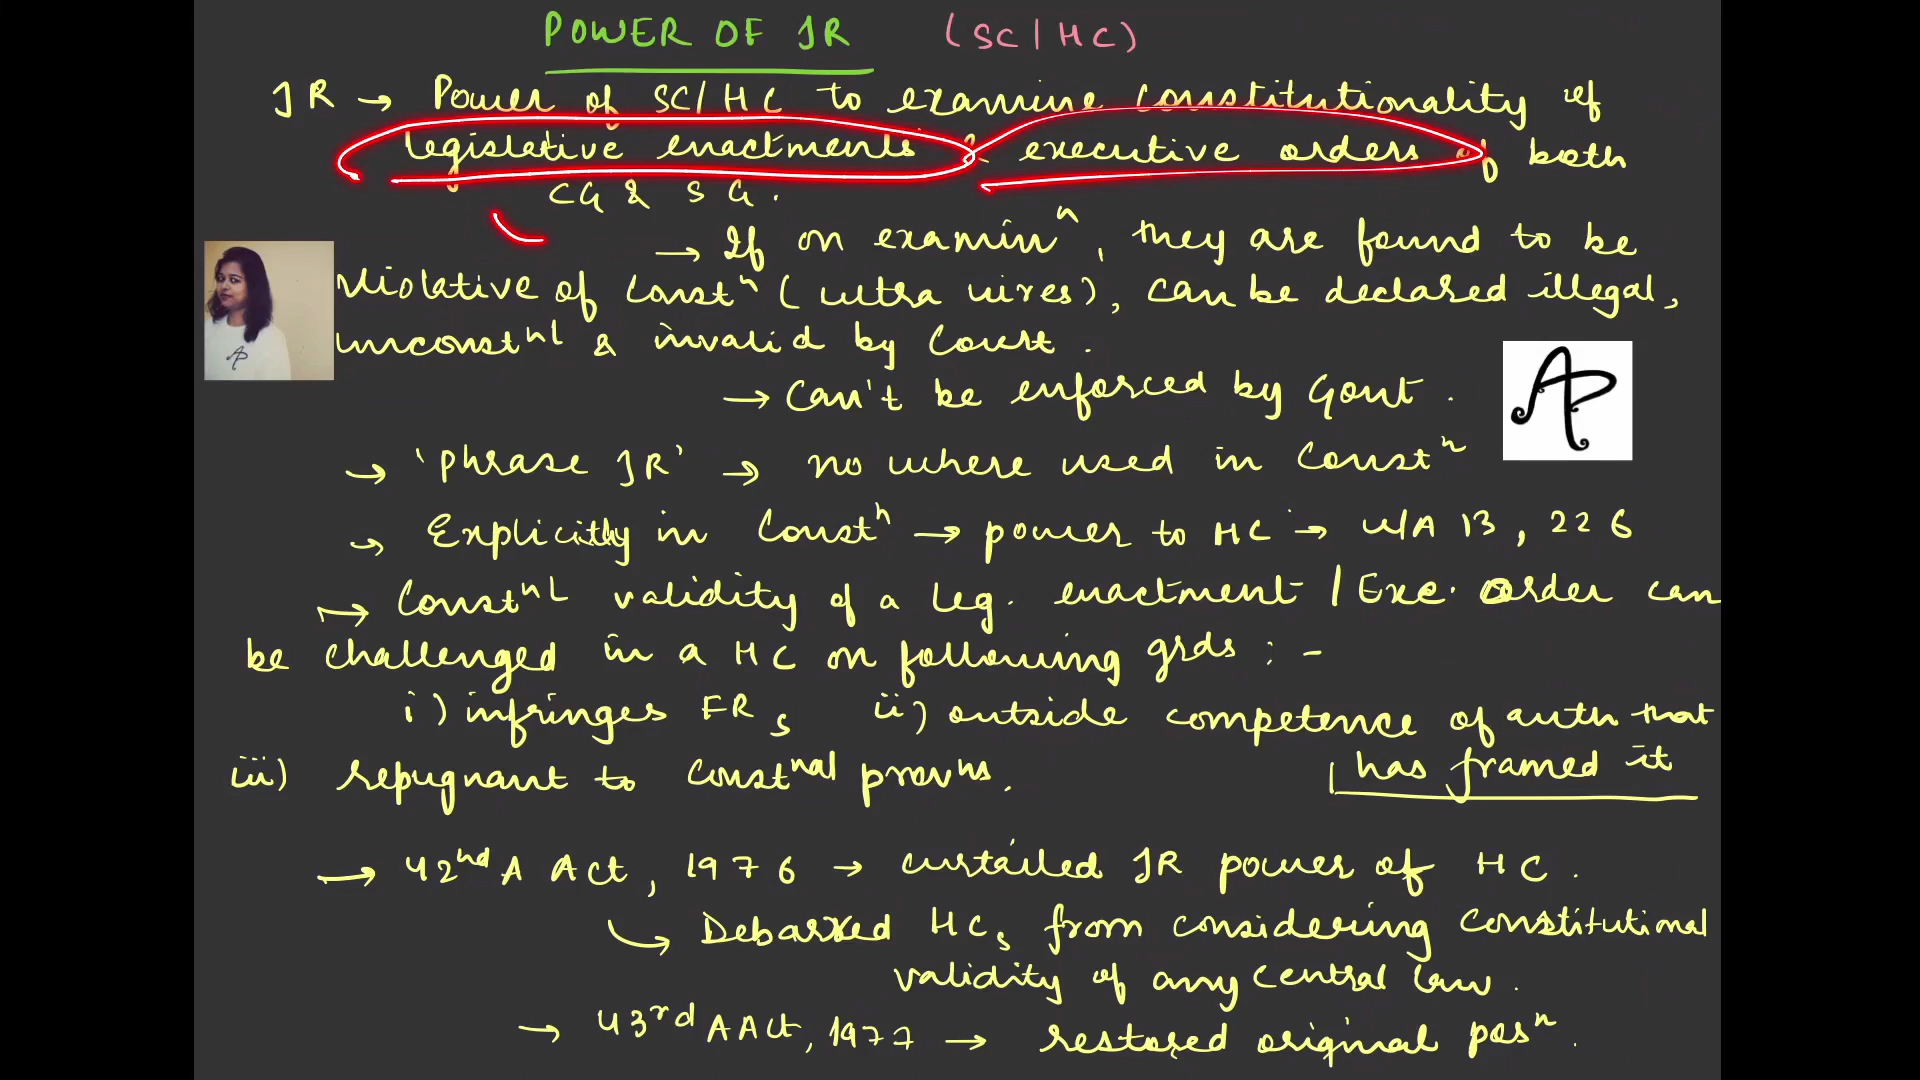 POWER OF JR (SC/HC)
JR → Power of SC/HC to examine constitutionality of
legislative enactments & executive orders of both
CG & SG.
→ If on examinⁿ, they are found to be
violative of Constⁿ (ultra vires), can be declared illegal,
unconstⁿˡ & invalid by Court.
→ Can't be enforced by Govt.
→ 'phrase JR' → no where used in Constⁿ
→ Explicitly in Constⁿ → power to HC → u/A 13, 226
→ Constⁿˡ validity of a Leg. enactment / Exe. Order can
be challenged in a HC on following grds : -
i) infringes FRs ii) outside competence of auth that
has framed it
iii) repugnant to constⁿᵃˡ provⁿˢ.
→ 42ⁿᵈ A Act, 1976 → curtailed JR power of HC.
↳ Debarred HCs from considering constitutional
validity of any central law.
→ 43ʳᵈ A Act, 1977 → restored original posⁿ.
AP
AP